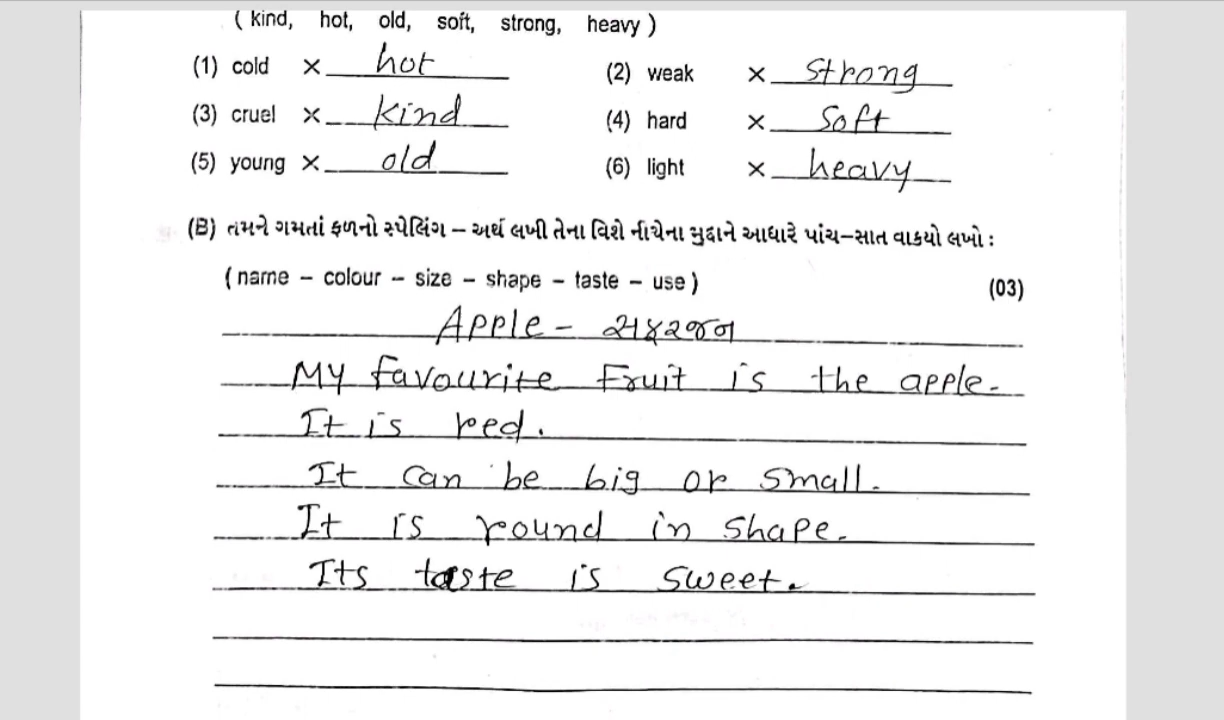 ( kind, hot, old, soft, strong, heavy )
(1) cold × hot (2) weak × strong
(3) cruel × kind (4) hard × soft
(5) young × old (6) light × heavy
(B) તમને ગમતાં ફળનો સ્પેલિંગ – અર્થ લખી તેના વિશે નીચેના મુદ્દાને આધારે પાંચ–સાત વાકયો લખો :
( name – colour – size – shape – taste – use ) (03)
Apple - સફરજન
My favourite Fruit is the apple.
It is red.
It can be big or small.
It is round in shape.
Its taste is sweet.